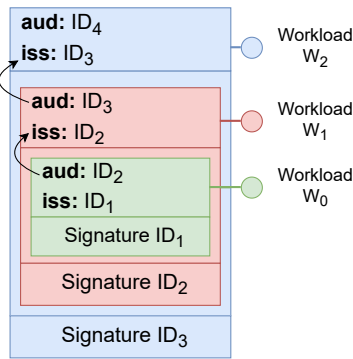 aud: ID4
iss: ID3
Workload
W2
aud: ID3
iss: ID2
Workload
W1
aud: ID2
iss: ID1
Workload
W0
Signature ID1
Signature ID2
Signature ID3